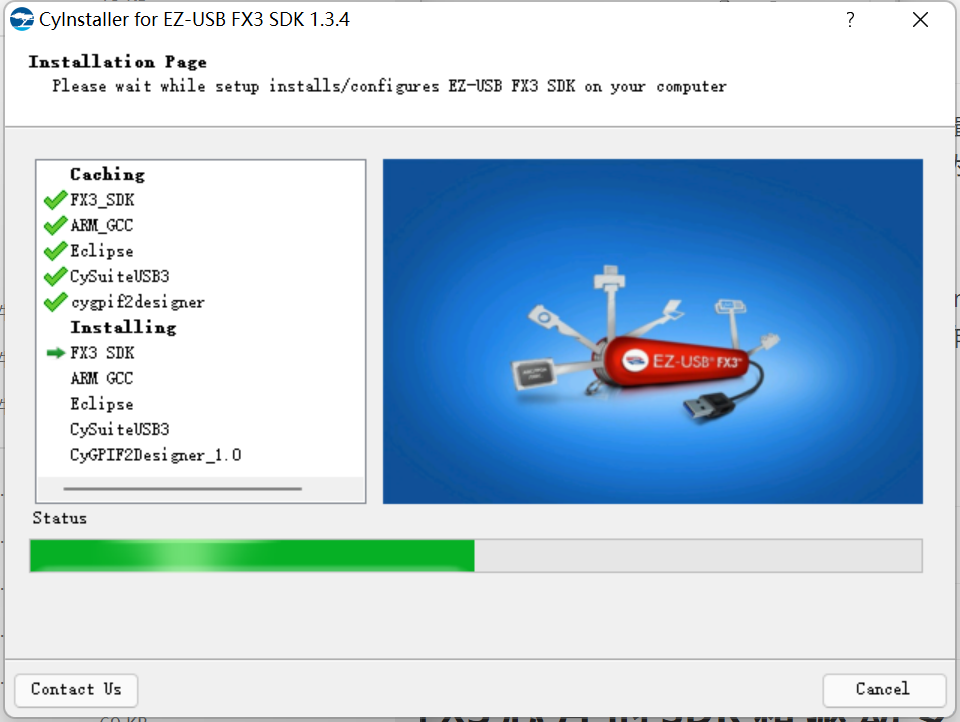 CyInstaller for EZ-USB FX3 SDK 1.3.4
?
Installation Page
Please wait while setup installs/configures EZ-USB FX3 SDK on your computer
Caching
FX3_SDK
ARM_GCC
Eclipse
CySuiteUSB3
cygpif2designer
Installing
FX3 SDK
ARM GCC
Eclipse
CySuiteUSB3
CyGPIF2Designer_1.0
EZ-USB® FX3™
Status
Contact Us
Cancel